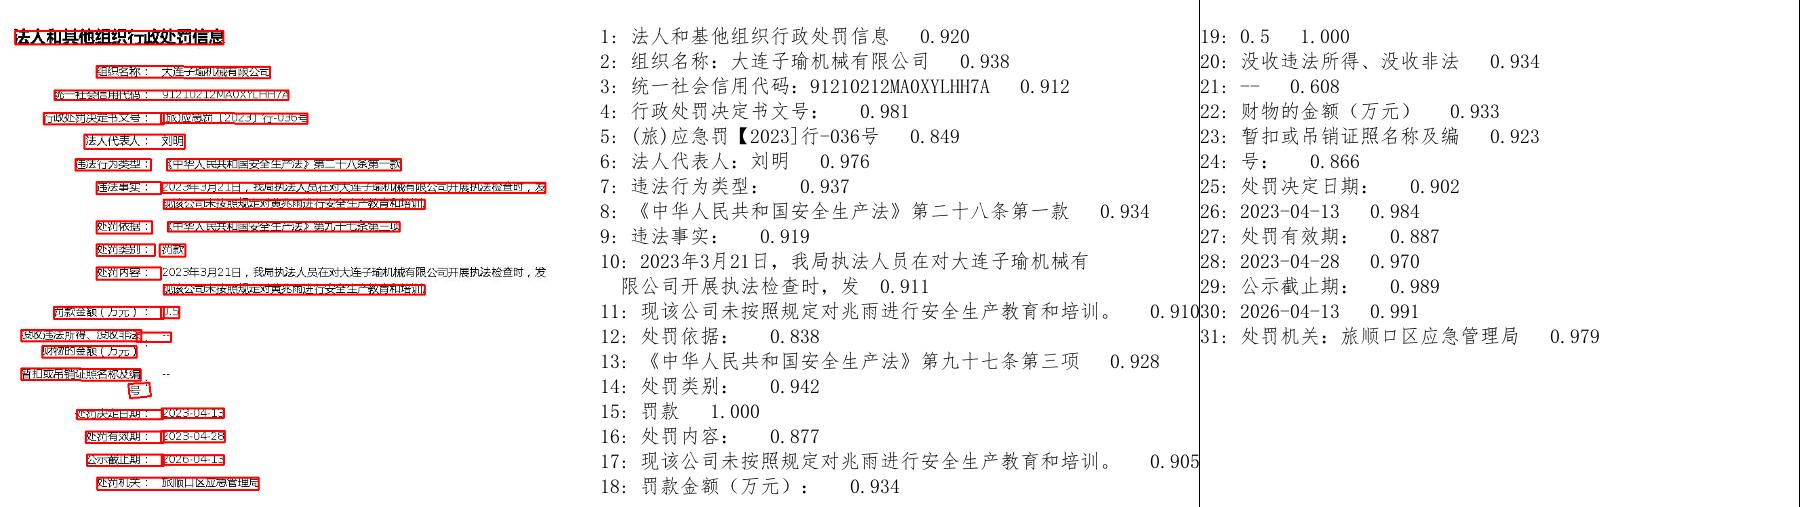 法人和其他组织行政处罚信息
组织名称： 大连子瑜机械有限公司
统一社会信用代码： 91210212MA0XYLHH7A
行政处罚决定书文号： (旅)应急罚〔2023〕行-036号
法人代表人： 刘明
违法行为类型： 《中华人民共和国安全生产法》第二十八条第一款
违法事实： 2023年3月21日，我局执法人员在对大连子瑜机械有限公司开展执法检查时，发
现该公司未按照规定对黄兆雨进行安全生产教育和培训。
处罚依据： 《中华人民共和国安全生产法》第九十七条第三项
处罚类别： 罚款
处罚内容： 2023年3月21日，我局执法人员在对大连子瑜机械有限公司开展执法检查时，发
现该公司未按照规定对黄兆雨进行安全生产教育和培训。
罚款金额（万元）： 0.5
没收违法所得、没收非法 --
财物的金额（万元）：
暂扣或吊销证照名称及编 --
号：
处罚决定日期： 2023-04-13
处罚有效期： 2023-04-28
公示截止期： 2026-04-13
处罚机关： 旅顺口区应急管理局
1: 法人和基他组织行政处罚信息 0.920
2: 组织名称：大连子瑜机械有限公司 0.938
3: 统一社会信用代码：91210212MA0XYLHH7A 0.912
4: 行政处罚决定书文号： 0.981
5: (旅)应急罚【2023]行-036号 0.849
6: 法人代表人：刘明 0.976
7: 违法行为类型： 0.937
8: 《中华人民共和国安全生产法》第二十八条第一款 0.934
9: 违法事实： 0.919
10: 2023年3月21日，我局执法人员在对大连子瑜机械有
限公司开展执法检查时，发 0.911
11: 现该公司未按照规定对兆雨进行安全生产教育和培训。 0.910
12: 处罚依据： 0.838
13: 《中华人民共和国安全生产法》第九十七条第三项 0.928
14: 处罚类别： 0.942
15: 罚款 1.000
16: 处罚内容： 0.877
17: 现该公司未按照规定对兆雨进行安全生产教育和培训。 0.905
18: 罚款金额（万元）： 0.934
19: 0.5 1.000
20: 没收违法所得、没收非法 0.934
21: -- 0.608
22: 财物的金额（万元） 0.933
23: 暂扣或吊销证照名称及编 0.923
24: 号： 0.866
25: 处罚决定日期： 0.902
26: 2023-04-13 0.984
27: 处罚有效期： 0.887
28: 2023-04-28 0.970
29: 公示截止期： 0.989
30: 2026-04-13 0.991
31: 处罚机关：旅顺口区应急管理局 0.979